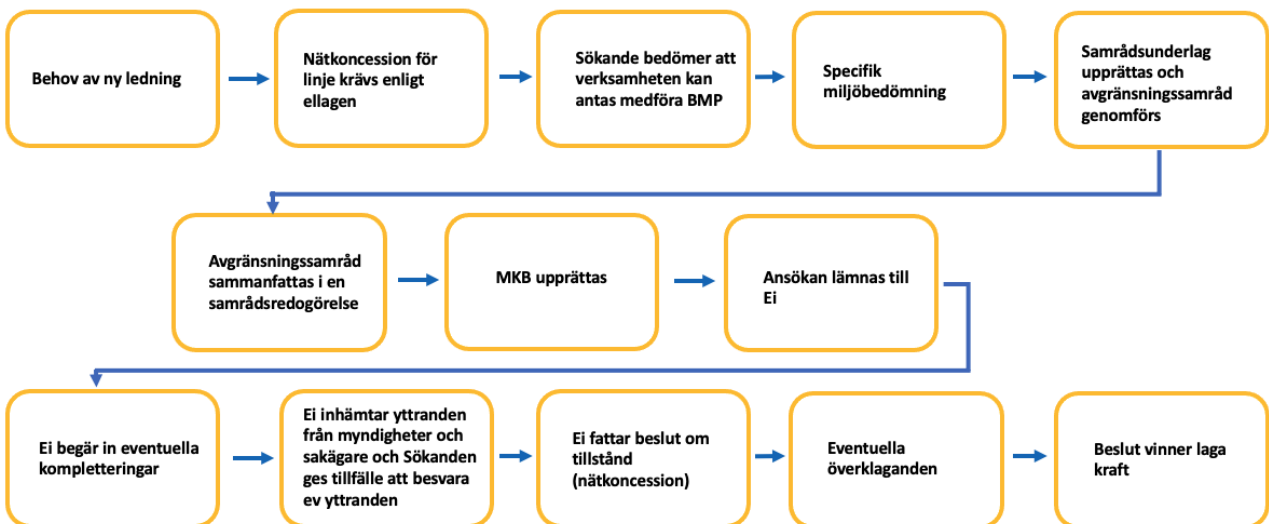 Behov av ny ledning
Nätkoncession för
linje krävs enligt
ellagen
Sökande bedömer att
verksamheten kan
antas medföra BMP
Specifik
miljöbedömning
Samrådsunderlag
upprättas och
avgränsningssamråd
genomförs
Avgränsningssamråd
sammanfattas i en
samrådsredogörelse
MKB upprättas
Ansökan lämnas till
Ei
Ei begär in eventuella
kompletteringar
Ei inhämtar yttranden
från myndigheter och
sakägare och Sökanden
ges tillfälle att besvara
ev yttranden
Ei fattar beslut om
tillstånd
(nätkoncession)
Eventuella
överklaganden
Beslut vinner laga
kraft